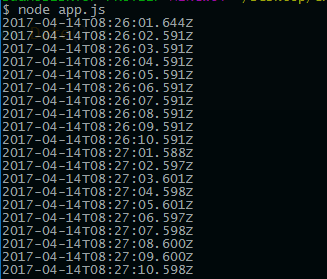 $ node app.js
2017-04-14T08:26:01.644Z
2017-04-14T08:26:02.591Z
2017-04-14T08:26:03.591Z
2017-04-14T08:26:04.591Z
2017-04-14T08:26:05.591Z
2017-04-14T08:26:06.591Z
2017-04-14T08:26:07.591Z
2017-04-14T08:26:08.591Z
2017-04-14T08:26:09.591Z
2017-04-14T08:26:10.591Z
2017-04-14T08:27:01.588Z
2017-04-14T08:27:02.597Z
2017-04-14T08:27:03.601Z
2017-04-14T08:27:04.598Z
2017-04-14T08:27:05.601Z
2017-04-14T08:27:06.597Z
2017-04-14T08:27:07.598Z
2017-04-14T08:27:08.600Z
2017-04-14T08:27:09.600Z
2017-04-14T08:27:10.598Z